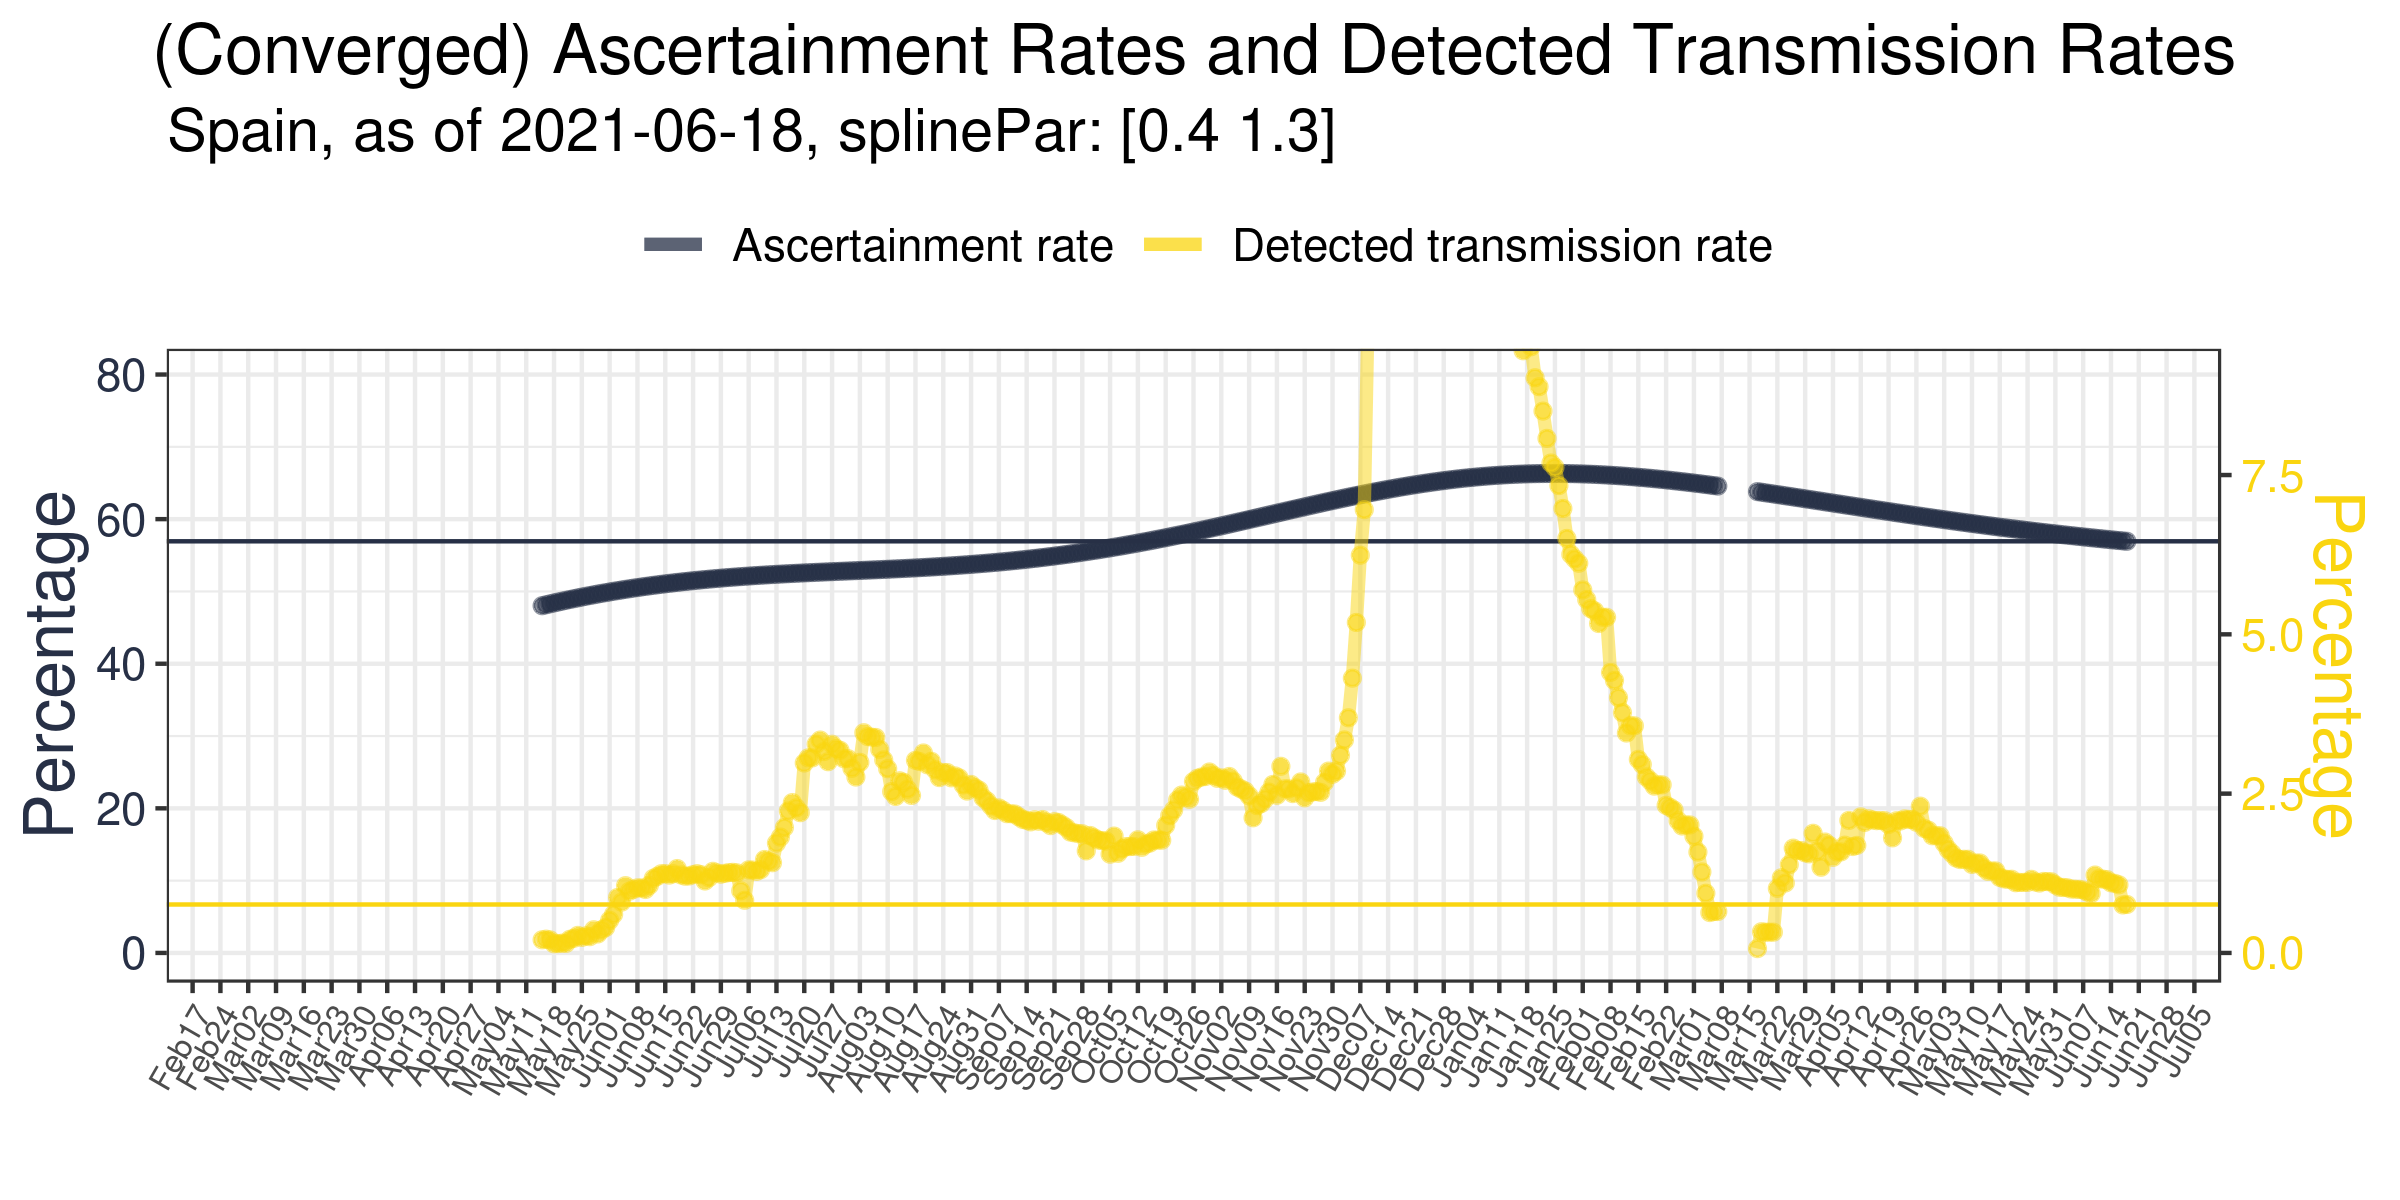 (Converged) Ascertainment Rates and Detected Transmission Rates
Spain, as of 2021-06-18, splinePar: [0.4 1.3]
Ascertainment rate
Detected transmission rate
Percentage
80
60
40
20
0
7.5
5.0
2.5
0.0
Percentage
Feb17
Feb24
Mar02
Mar09
Mar16
Mar23
Mar30
Apr06
Apr13
Apr20
Apr27
May04
May11
May18
May25
Jun01
Jun08
Jun15
Jun22
Jun29
Jul06
Jul13
Jul20
Jul27
Aug03
Aug10
Aug17
Aug24
Aug31
Sep07
Sep14
Sep21
Sep28
Oct05
Oct12
Oct19
Oct26
Nov02
Nov09
Nov16
Nov23
Nov30
Dec07
Dec14
Dec21
Dec28
Jan04
Jan11
Jan18
Jan25
Feb01
Feb08
Feb15
Feb22
Mar01
Mar08
Mar15
Mar22
Mar29
Apr05
Apr12
Apr19
Apr26
May03
May10
May17
May24
May31
Jun07
Jun14
Jun21
Jun28
Jul05